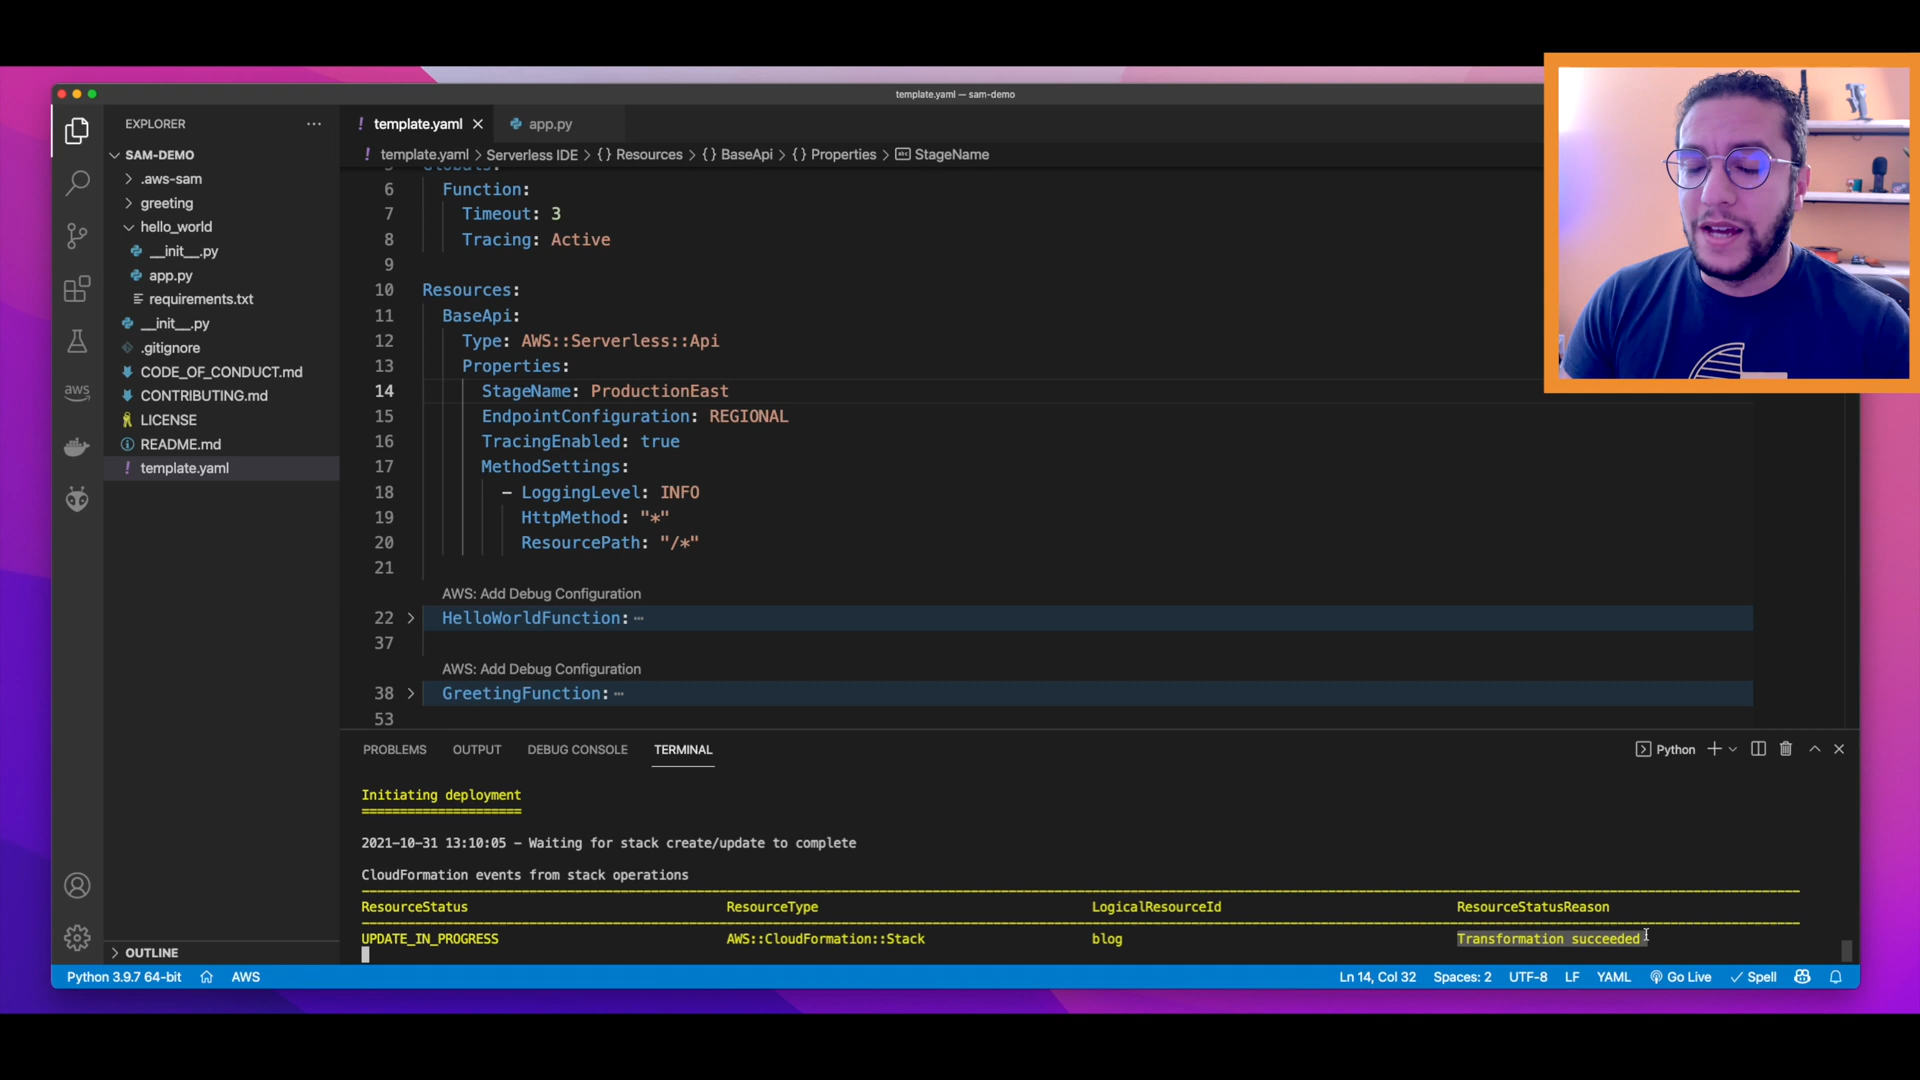 template.yaml — sam-demo
EXPLORER
template.yaml
app.py
SAM-DEMO
template.yaml > Serverless IDE > {} Resources > {} BaseApi > {} Properties > StageName
.aws-sam
greeting
hello_world
__init__.py
app.py
requirements.txt
__init__.py
.gitignore
CODE_OF_CONDUCT.md
CONTRIBUTING.md
LICENSE
README.md
template.yaml
OUTLINE
aws
Globals:
6 Function:
7 Timeout: 3
8 Tracing: Active
9
10 Resources:
11 BaseApi:
12 Type: AWS::Serverless::Api
13 Properties:
14 StageName: ProductionEast
15 EndpointConfiguration: REGIONAL
16 TracingEnabled: true
17 MethodSettings:
18 - LoggingLevel: INFO
19 HttpMethod: "*"
20 ResourcePath: "/*"
21
AWS: Add Debug Configuration
22 HelloWorldFunction: ⋯
37
AWS: Add Debug Configuration
38 GreetingFunction: ⋯
53
PROBLEMS OUTPUT DEBUG CONSOLE TERMINAL Python
Initiating deployment
=====================
2021-10-31 13:10:05 - Waiting for stack create/update to complete
CloudFormation events from stack operations
ResourceStatus ResourceType LogicalResourceId ResourceStatusReason
UPDATE_IN_PROGRESS AWS::CloudFormation::Stack blog Transformation succeeded
Python 3.9.7 64-bit AWS Ln 14, Col 32 Spaces: 2 UTF-8 LF YAML Go Live Spell